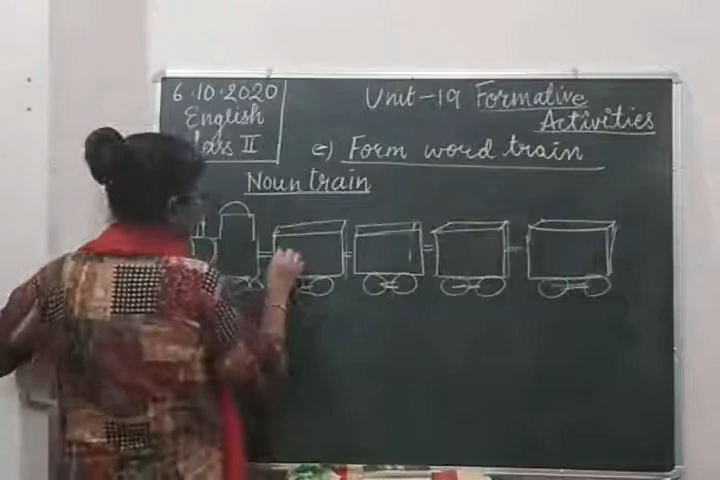 6.10.2020
English
Class II
Unit-19 Formative
Activities
c) Form word train
Noun train